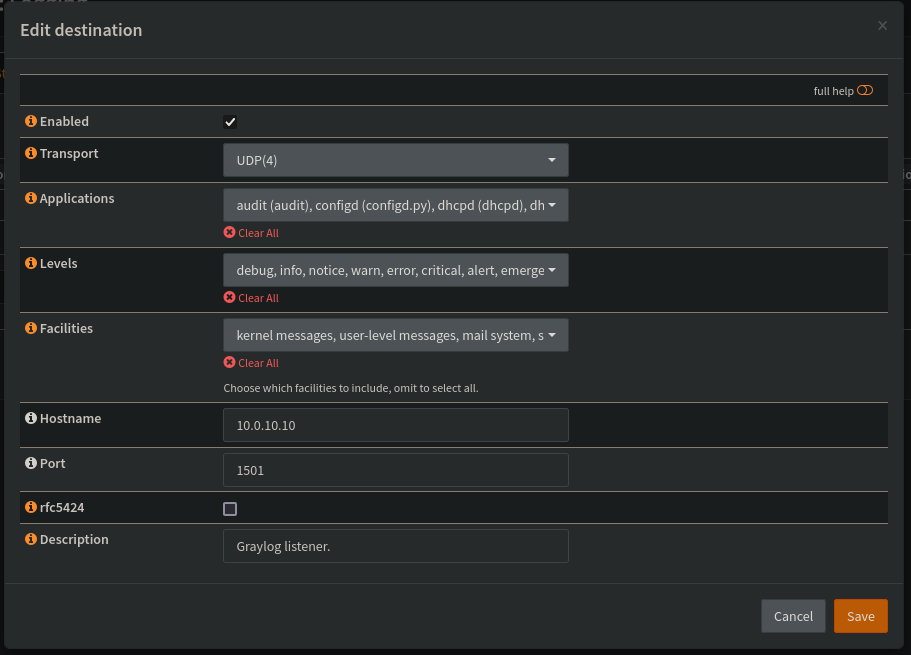 Edit destination
×
full help
Enabled
Transport
UDP(4)
Applications
audit (audit), configd (configd.py), dhcpd (dhcpd), dh
Clear All
Levels
debug, info, notice, warn, error, critical, alert, emerge
Clear All
Facilities
kernel messages, user-level messages, mail system, s
Clear All
Choose which facilities to include, omit to select all.
Hostname
10.0.10.10
Port
1501
rfc5424
Description
Graylog listener.
Cancel
Save